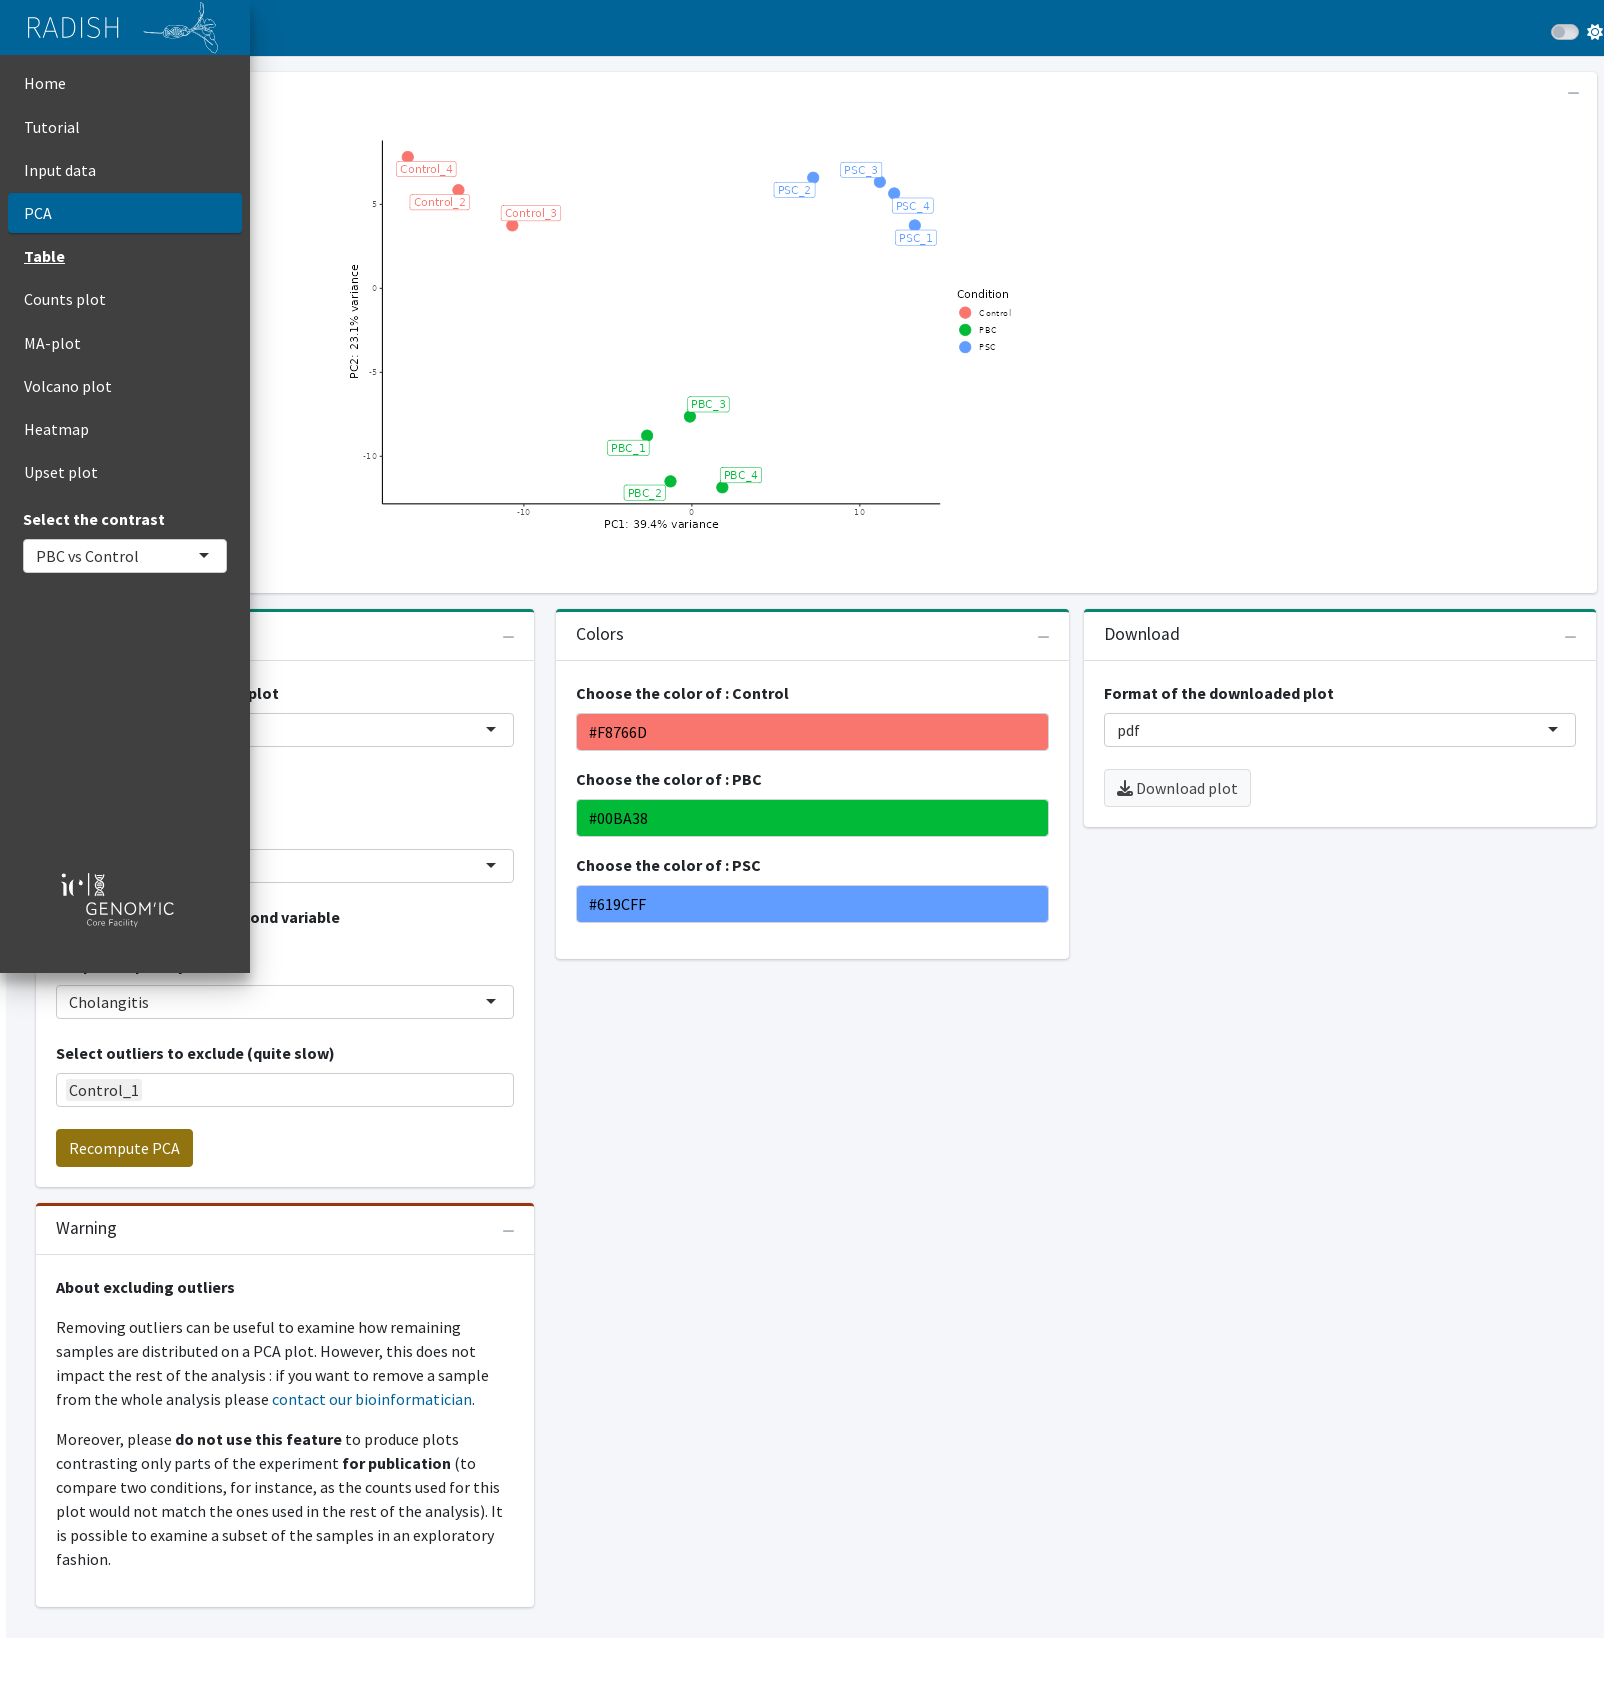 RADISH
Home
Tutorial
Input data
PCA
Table
Counts plot
MA-plot
Volcano plot
Heatmap
Upset plot
Select the contrast
PBC vs Control
ic
GENOM'IC
Core Facility
Control_4
Control_2
Control_3
PSC_2
PSC_3
PSC_4
PSC_1
PBC_3
PBC_1
PBC_2
PBC_4
5
0
-5
-10
PC2: 23.1% variance
-10
0
10
PC1: 39.4% variance
Condition
Control
PBC
PSC
plot
ond variable
Cholangitis
Select outliers to exclude (quite slow)
Control_1
Recompute PCA
Warning
About excluding outliers
Removing outliers can be useful to examine how remaining
samples are distributed on a PCA plot. However, this does not
impact the rest of the analysis : if you want to remove a sample
from the whole analysis please contact our bioinformatician.
Moreover, please do not use this feature to produce plots
contrasting only parts of the experiment for publication (to
compare two conditions, for instance, as the counts used for this
plot would not match the ones used in the rest of the analysis). It
is possible to examine a subset of the samples in an exploratory
fashion.
Colors
Choose the color of : Control
#F8766D
Choose the color of : PBC
#00BA38
Choose the color of : PSC
#619CFF
Download
Format of the downloaded plot
pdf
Download plot